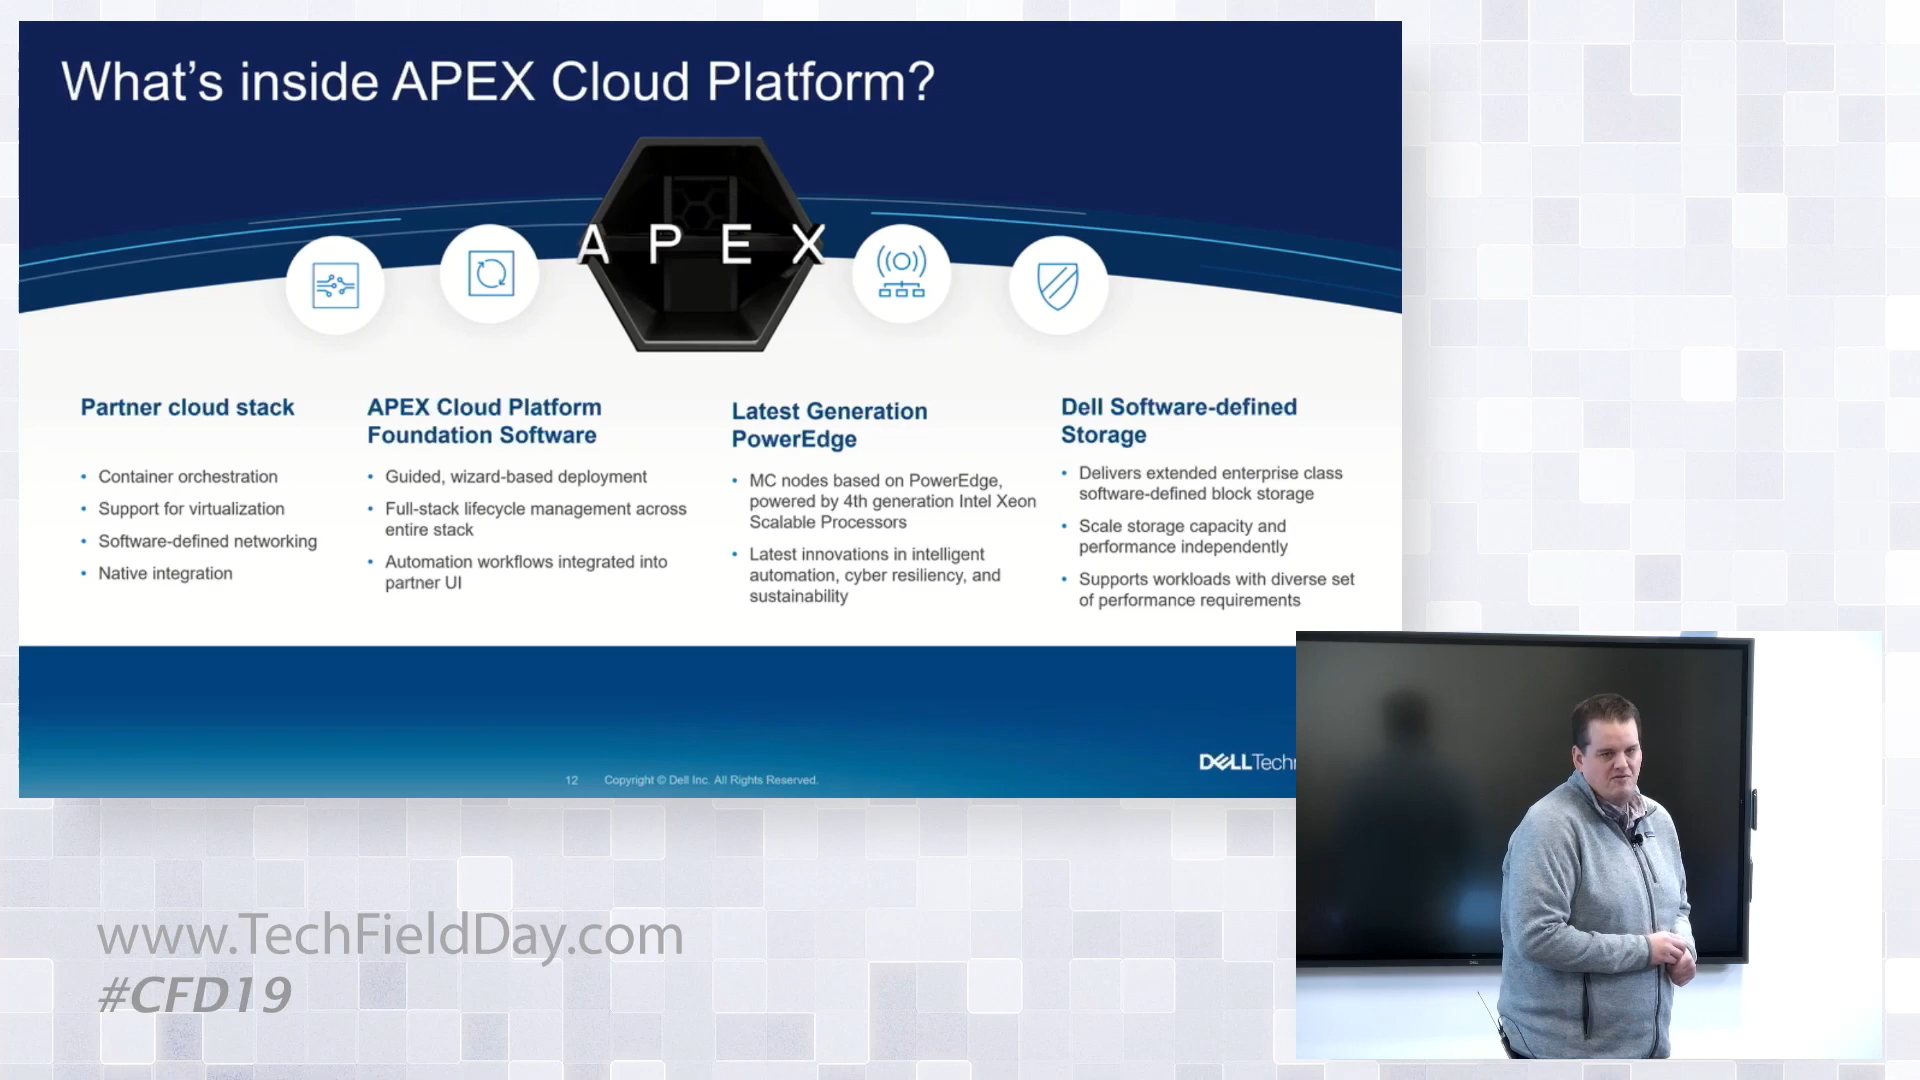 What's inside APEX Cloud Platform?
APEX
Partner cloud stack
• Container orchestration
• Support for virtualization
• Software-defined networking
• Native integration
APEX Cloud Platform
Foundation Software
• Guided, wizard-based deployment
• Full-stack lifecycle management across
entire stack
• Automation workflows integrated into
partner UI
Latest Generation
PowerEdge
• MC nodes based on PowerEdge,
powered by 4th generation Intel Xeon
Scalable Processors
• Latest innovations in intelligent
automation, cyber resiliency, and
sustainability
Dell Software-defined
Storage
• Delivers extended enterprise class
software-defined block storage
• Scale storage capacity and
performance independently
• Supports workloads with diverse set
of performance requirements
12 Copyright © Dell Inc. All Rights Reserved.
DELL Techn
www.TechFieldDay.com
#CFD19